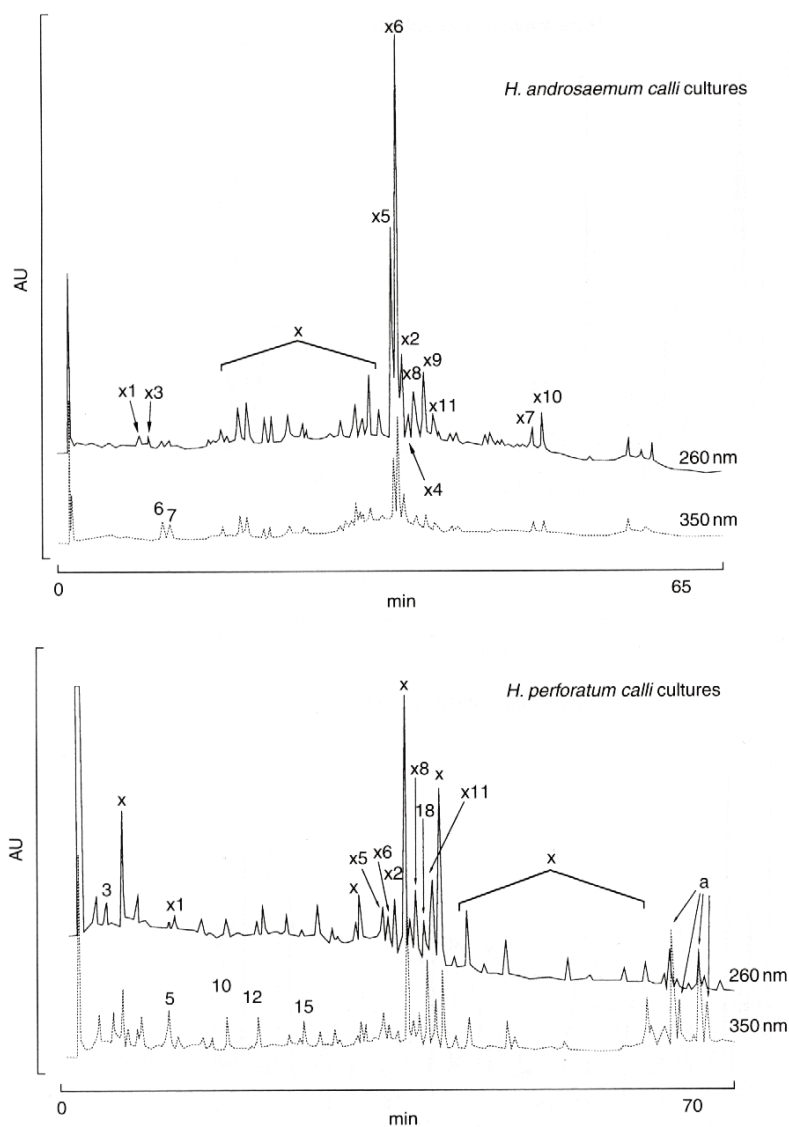 x6
H. androsaemum calli cultures
x5
AU
x
x2
x8
x9
x1
x3
x11
x7
x10
x4
260 nm
6
7
350 nm
0
65
min
H. perforatum calli cultures
x
x
x8
x
x11
18
x
x6
x5
x2
AU
3
x1
x
a
260 nm
5
10
12
15
350 nm
0
70
min